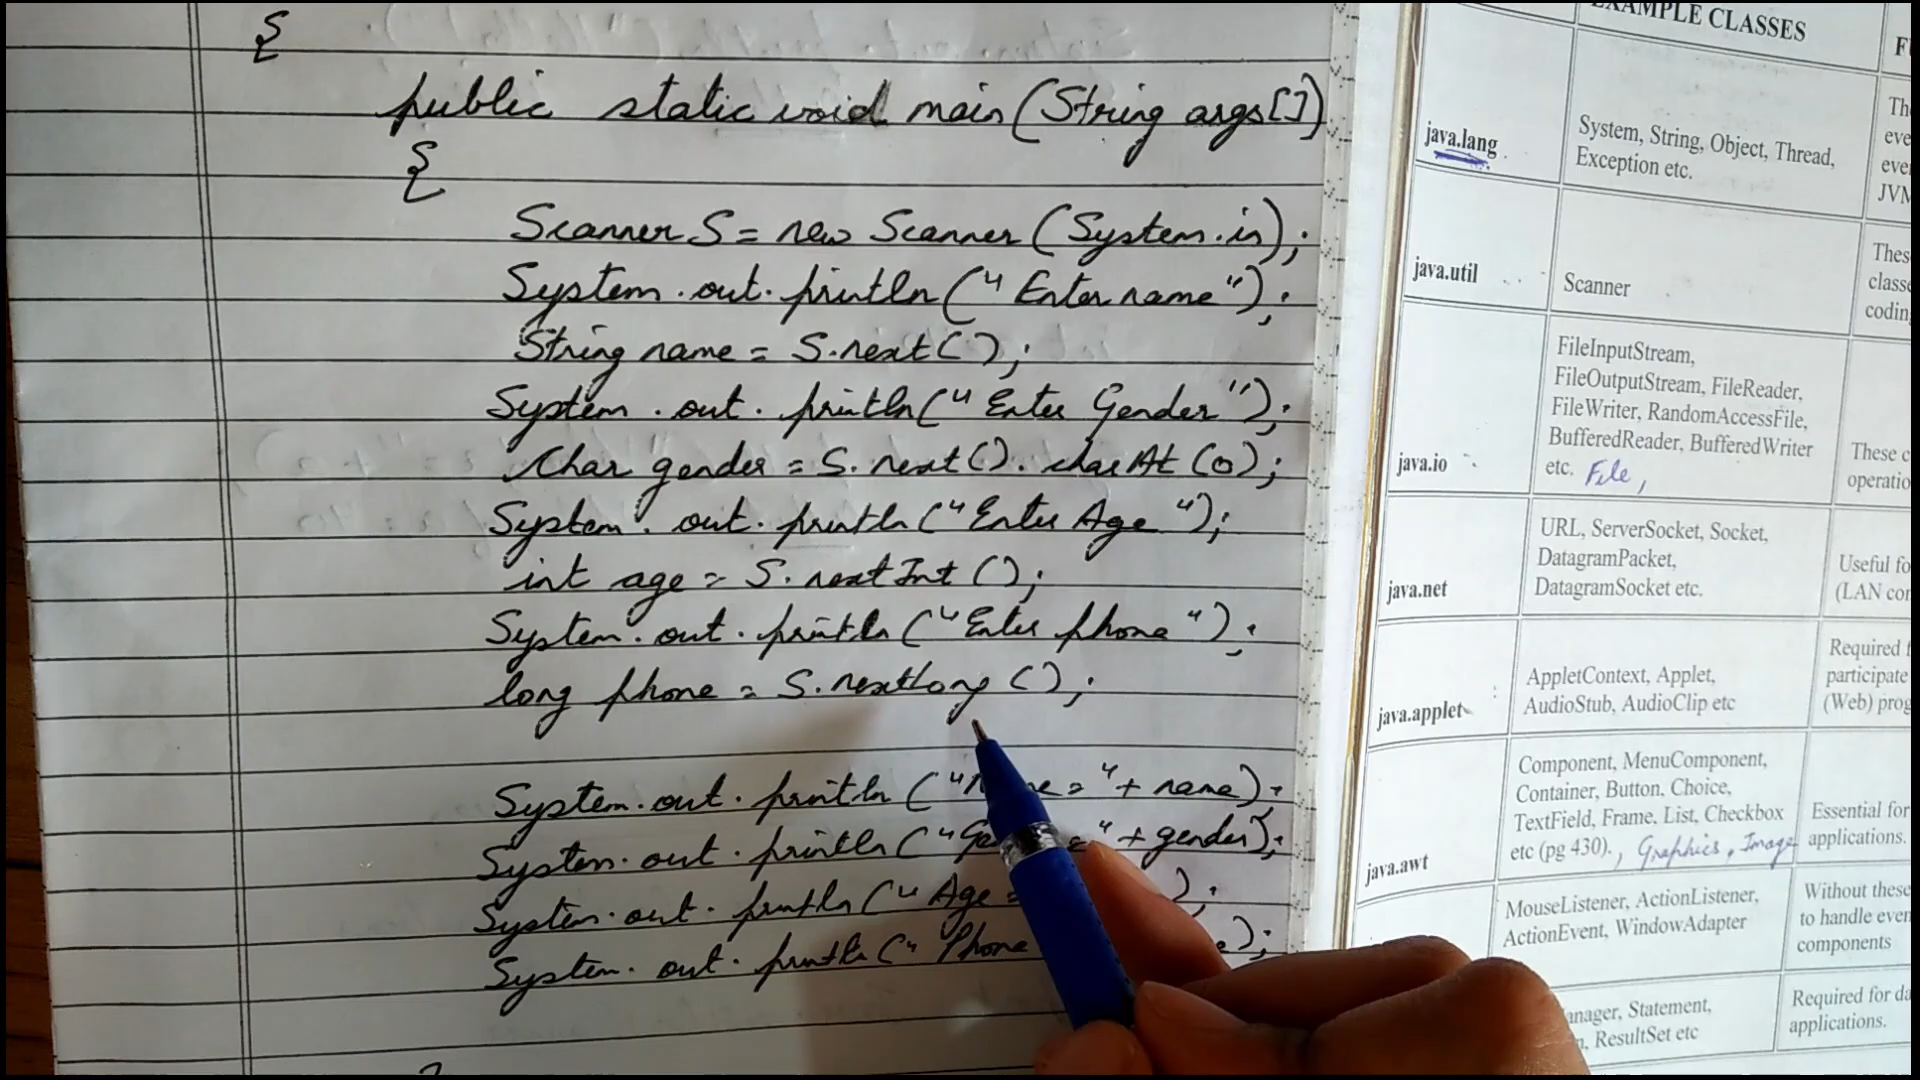 {
public static void main(String args[])
{
Scanner S = new Scanner (System.in);
System.out.println ("Enter name");
String name = S.next();
System.out.println("Enter Gender");
char gender = S.next().charAt(0);
System.out.println("Enter Age");
int age = S.nextInt();
System.out.println("Enter phone");
long phone = S.nextLong();
System.out.println ("= "+ name);
System.out.println (" "+ gender);
System.out.println (" Age );
System.out.println (" Phone );
EXAMPLE CLASSES
java.lang
System, String, Object, Thread,
Exception etc.
JVM
java.util
Scanner
java.io
FileInputStream,
FileOutputStream, FileReader,
FileWriter, RandomAccessFile,
BufferedReader, BufferedWriter
etc. File,
java.net
URL, ServerSocket, Socket,
DatagramPacket,
DatagramSocket etc.
Useful
(LAN
java.applet
AppletContext, Applet,
AudioStub, AudioClip etc
Required
participate
(Web)
java.awt
Component, MenuComponent,
Container, Button, Choice,
TextField, Frame, List, Checkbox
etc (pg 430)., Graphics, Image
Essential for
applications.
MouseListener, ActionListener,
ActionEvent, WindowAdapter
Without these
to handle
components
Statement,
ResultSet etc
Required for
applications.